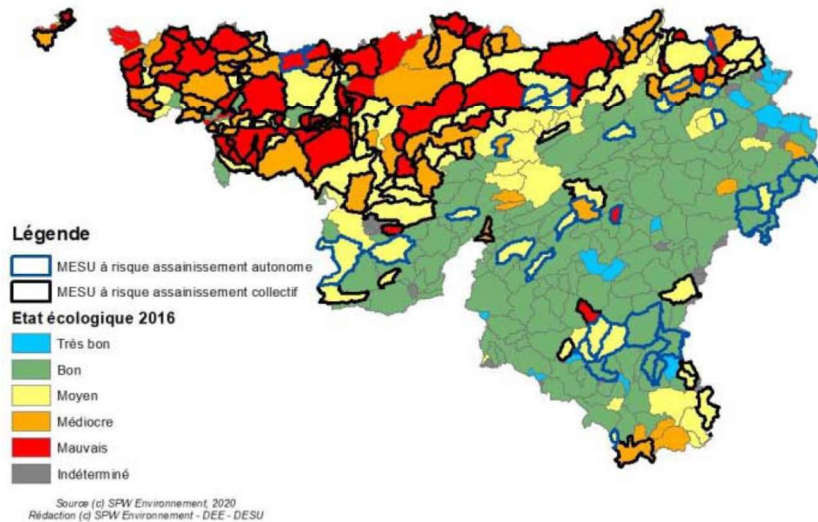 Légende
MESU à risque assainissement autonome
MESU à risque assainissement collectif
Etat écologique 2016
Très bon
Bon
Moyen
Médiocre
Mauvais
Indéterminé
Source (c) SPW Environnement, 2020
Rédaction (c) SPW Environnement - DEE - DESU